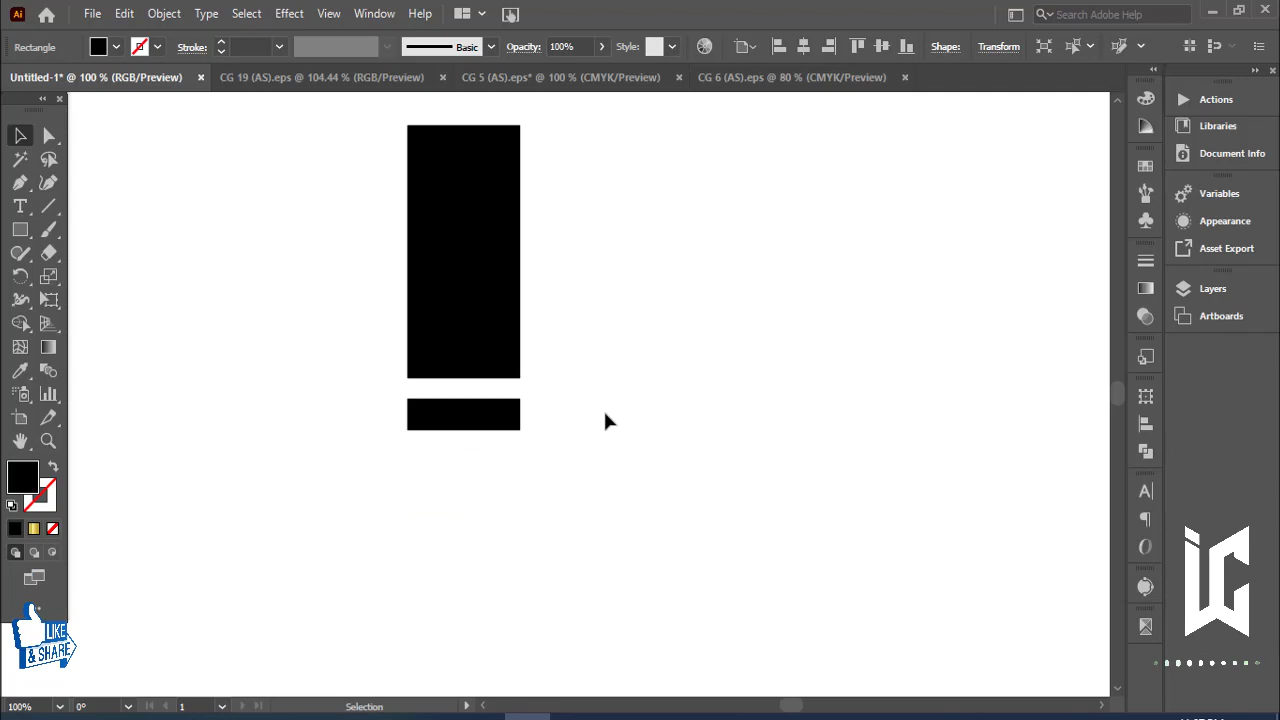 Ai File Edit Object Type Select Effect View Window Help Search Adobe Help
Rectangle Stroke: Basic Opacity: 100% Style: Shape: Transform
Untitled-1* @ 100 % (RGB/Preview) × CG 19 (AS).eps @ 104.44 % (RGB/Preview) × CG 5 (AS).eps* @ 100 % (CMYK/Preview) × CG 6 (AS).eps @ 80 % (CMYK/Preview) ×
Actions
Libraries
Document Info
Variables
Appearance
Asset Export
Layers
Artboards
LIKE
& SHARE
100% 0° 1 Selection